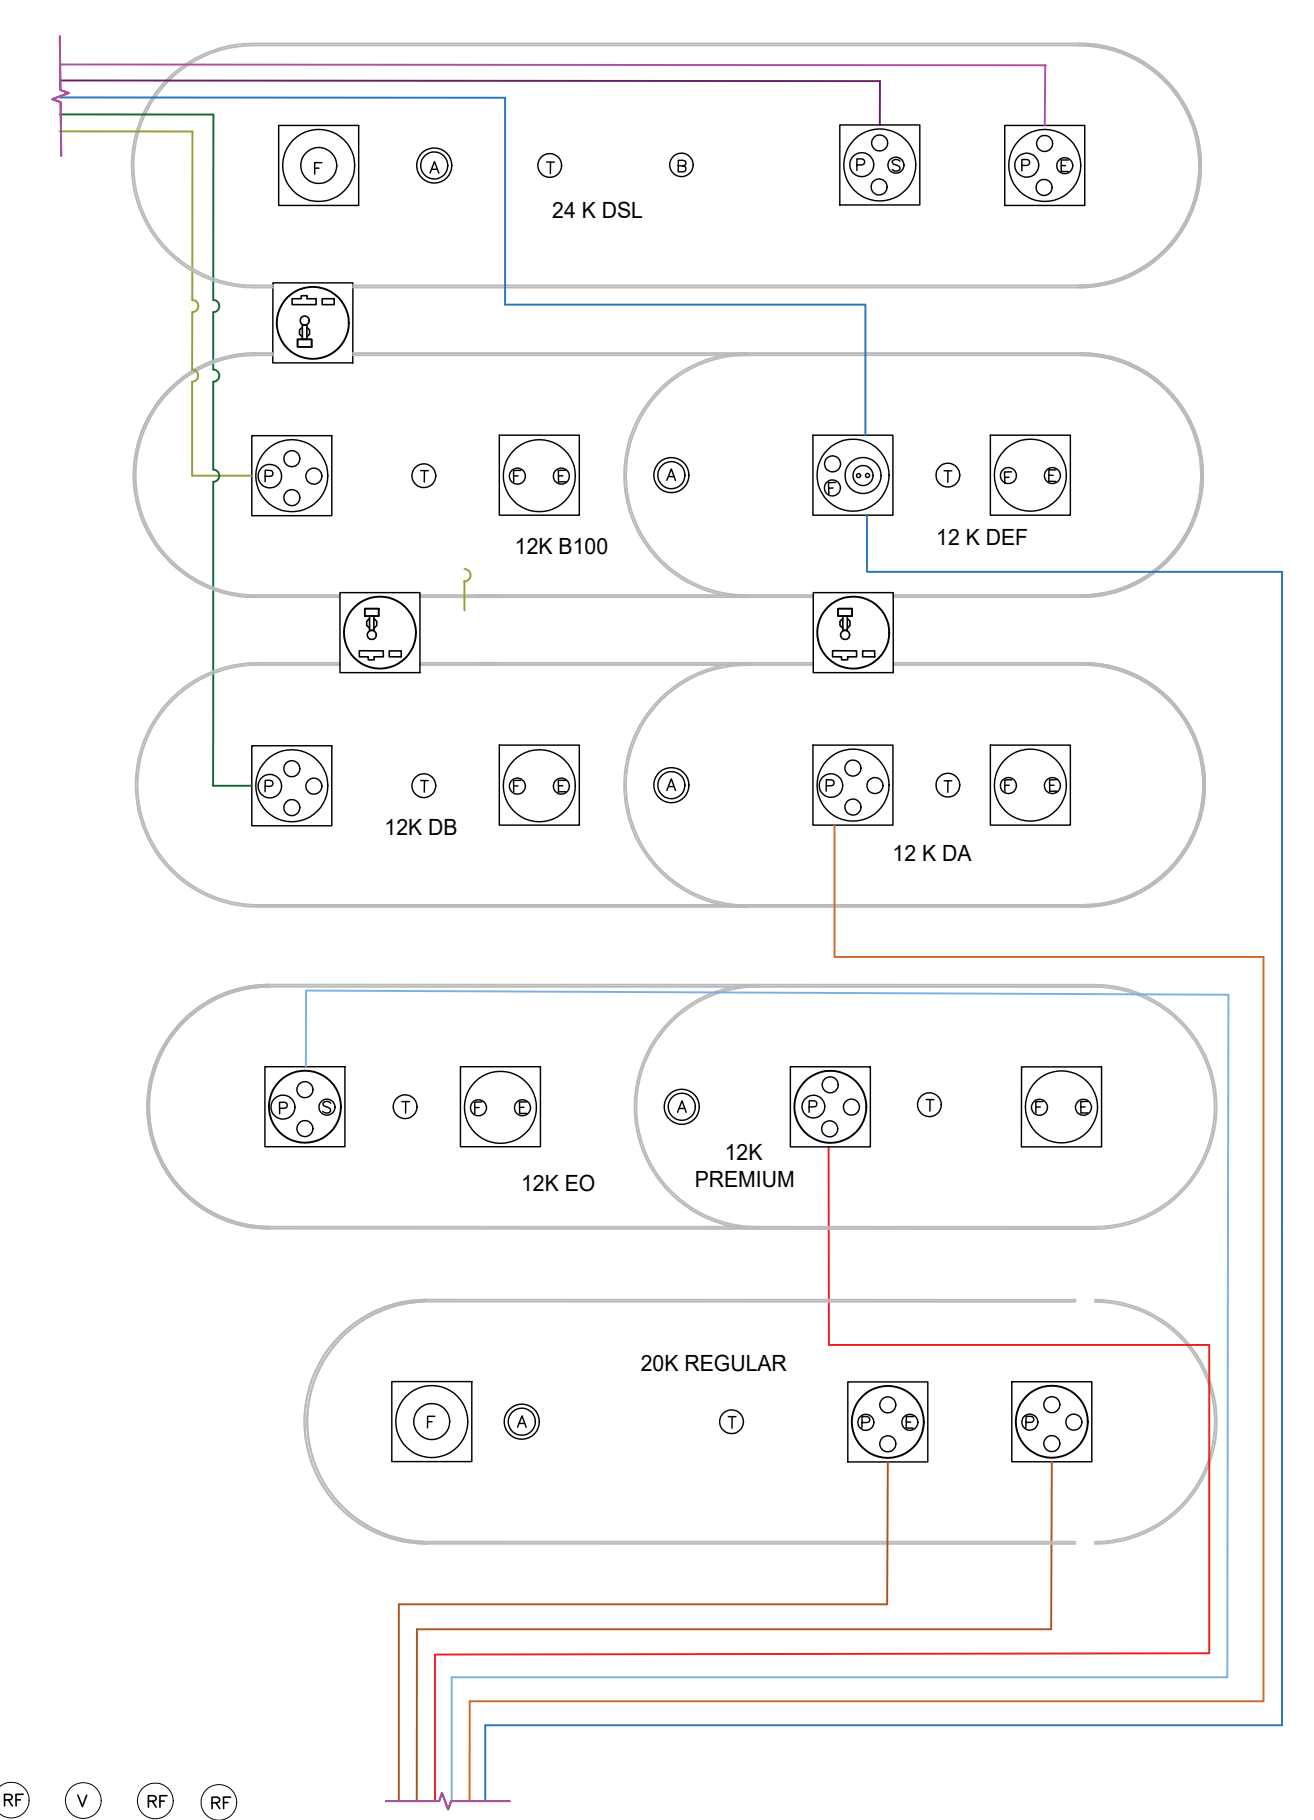 F A T B P S P E
24 K DSL
P T F E A F T F E
12K B100
12 K DEF
P T F E A P T F E
12K DB
12 K DA
P S T F E A P T F E
12K
PREMIUM
12K EO
20K REGULAR
F A T P E P
RF V RF RF